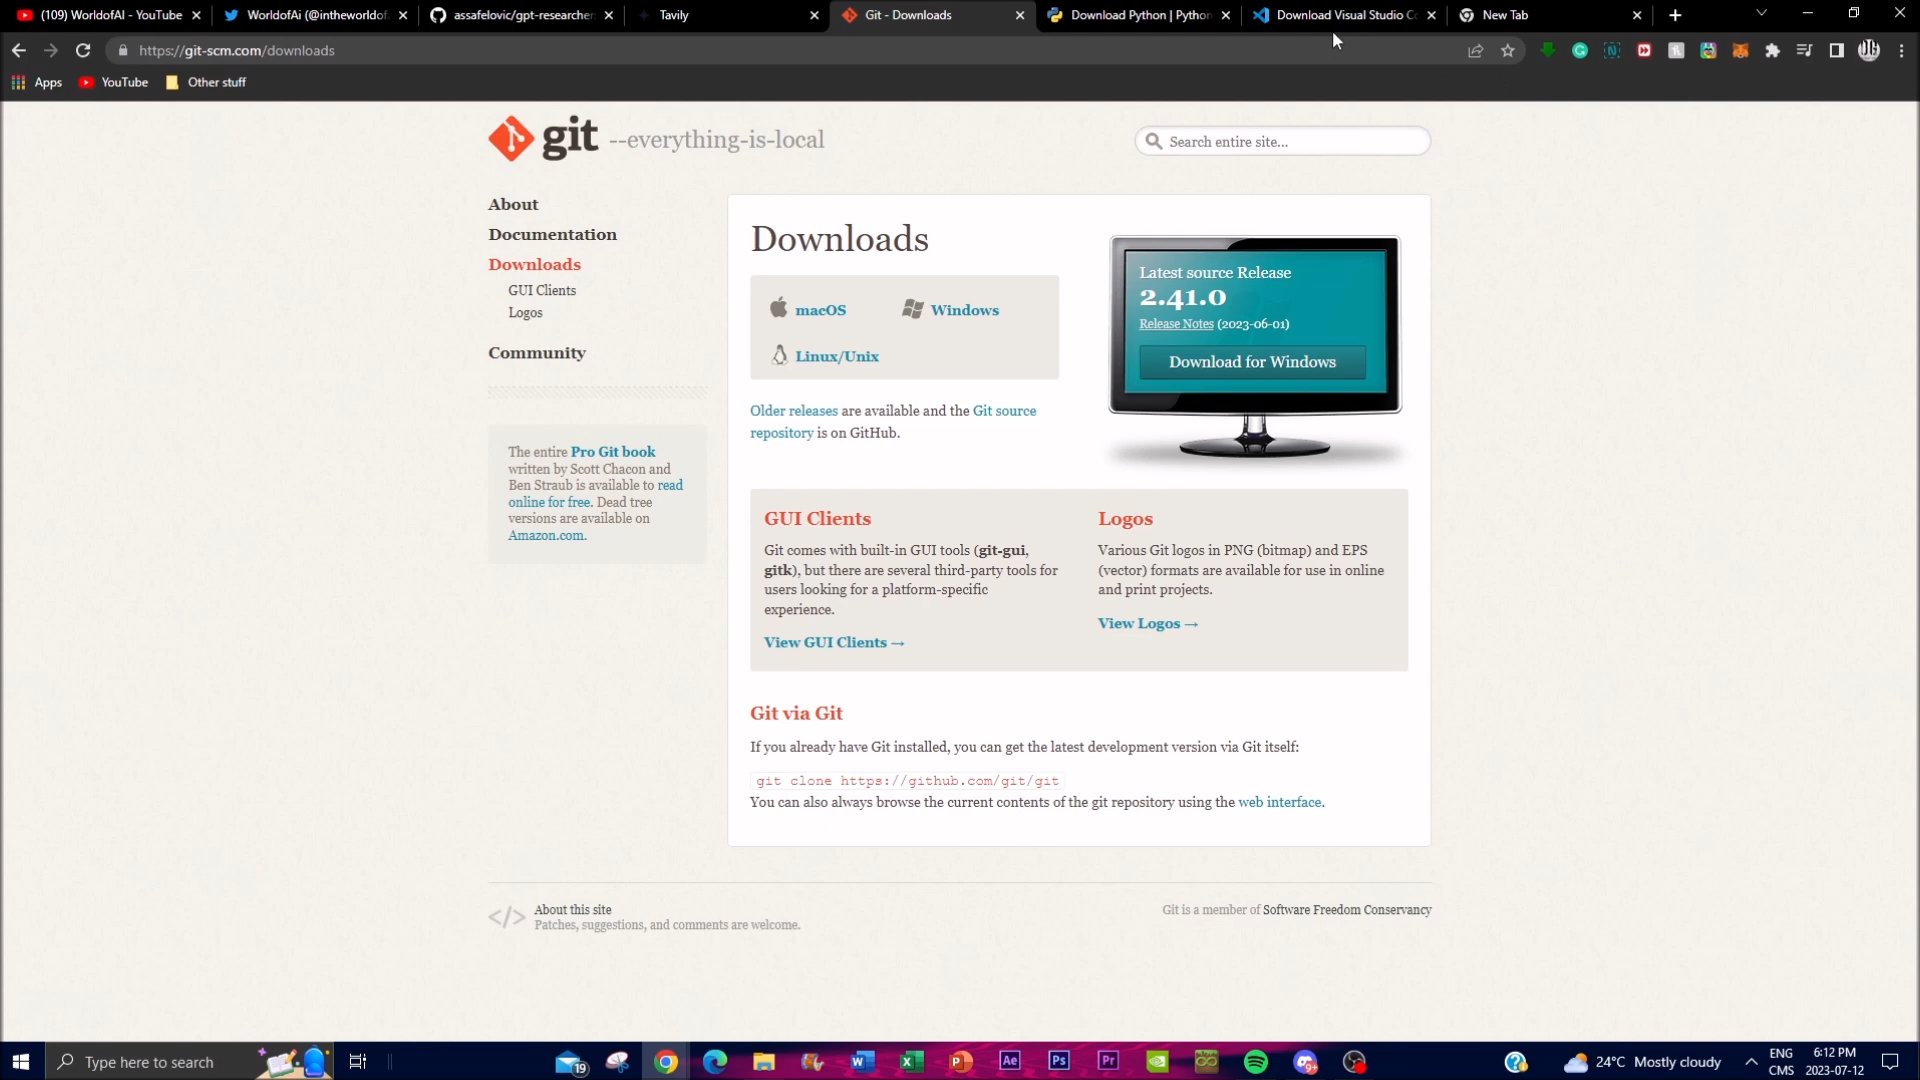 (109) WorldofAI - YouTube
WorldofAi (@intheworldof
assafelovic/gpt-researcher
Tavily
Git - Downloads
Download Python | Python
Download Visual Studio Co
New Tab
https://git-scm.com/downloads
Apps
YouTube
Other stuff
git --everything-is-local
Search entire site...
About
Documentation
Downloads
GUI Clients
Logos
Community
The entire Pro Git book
written by Scott Chacon and
Ben Straub is available to read
online for free. Dead tree
versions are available on
Amazon.com.
Downloads
macOS
Windows
Linux/Unix
Older releases are available and the Git source
repository is on GitHub.
Latest source Release
2.41.0
Release Notes (2023-06-01)
Download for Windows
GUI Clients
Git comes with built-in GUI tools (git-gui,
gitk), but there are several third-party tools for
users looking for a platform-specific
experience.
View GUI Clients →
Logos
Various Git logos in PNG (bitmap) and EPS
(vector) formats are available for use in online
and print projects.
View Logos →
Git via Git
If you already have Git installed, you can get the latest development version via Git itself:
git clone https://github.com/git/git
You can also always browse the current contents of the git repository using the web interface.
</> About this site
Patches, suggestions, and comments are welcome.
Git is a member of Software Freedom Conservancy
Type here to search
19
W
X
P
Ae
Ps
Pr
9+
24°C Mostly cloudy
ENG
CMS
6:12 PM
2023-07-12